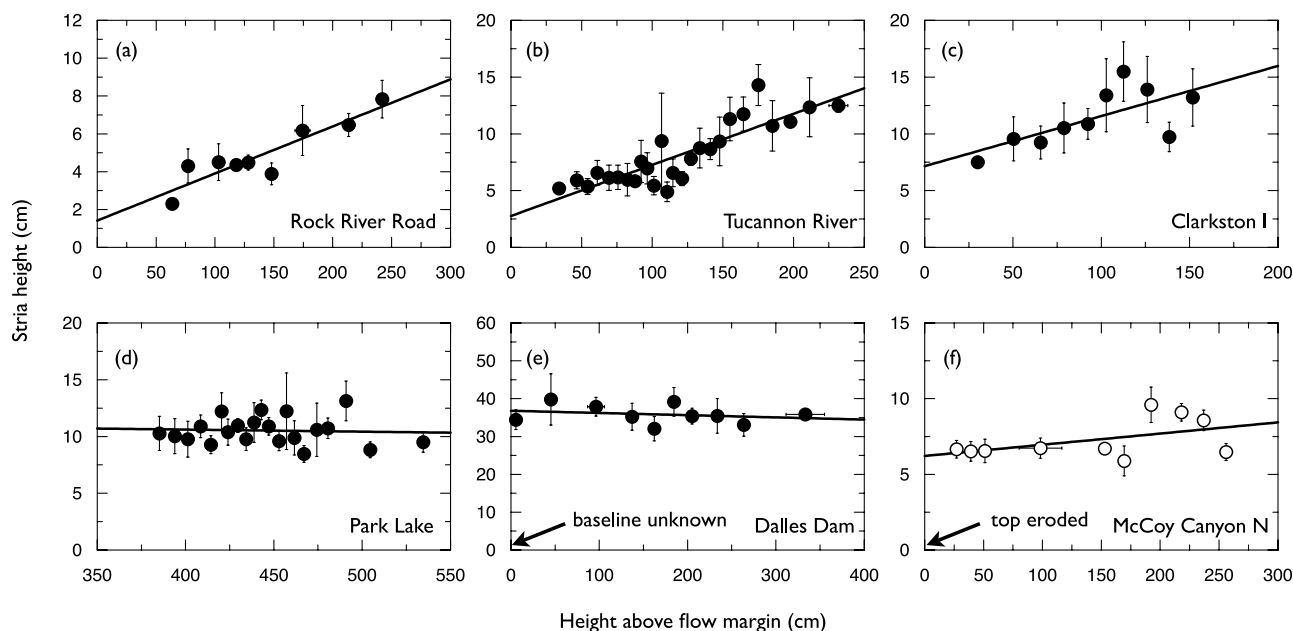 Stria height (cm)
(a)
12
10
8
6
4
2
0
Rock River Road
0 50 100 150 200 250 300
(b)
20
15
10
5
0
Tucannon River
0 50 100 150 200 250
(c)
20
15
10
5
0
Clarkston I
0 50 100 150 200
(d)
20
15
10
5
0
Park Lake
350 400 450 500 550
(e)
60
50
40
30
20
10
0
baseline unknown
Dalles Dam
0 100 200 300 400
(f)
15
10
5
0
top eroded
McCoy Canyon N
0 50 100 150 200 250 300
Height above flow margin (cm)